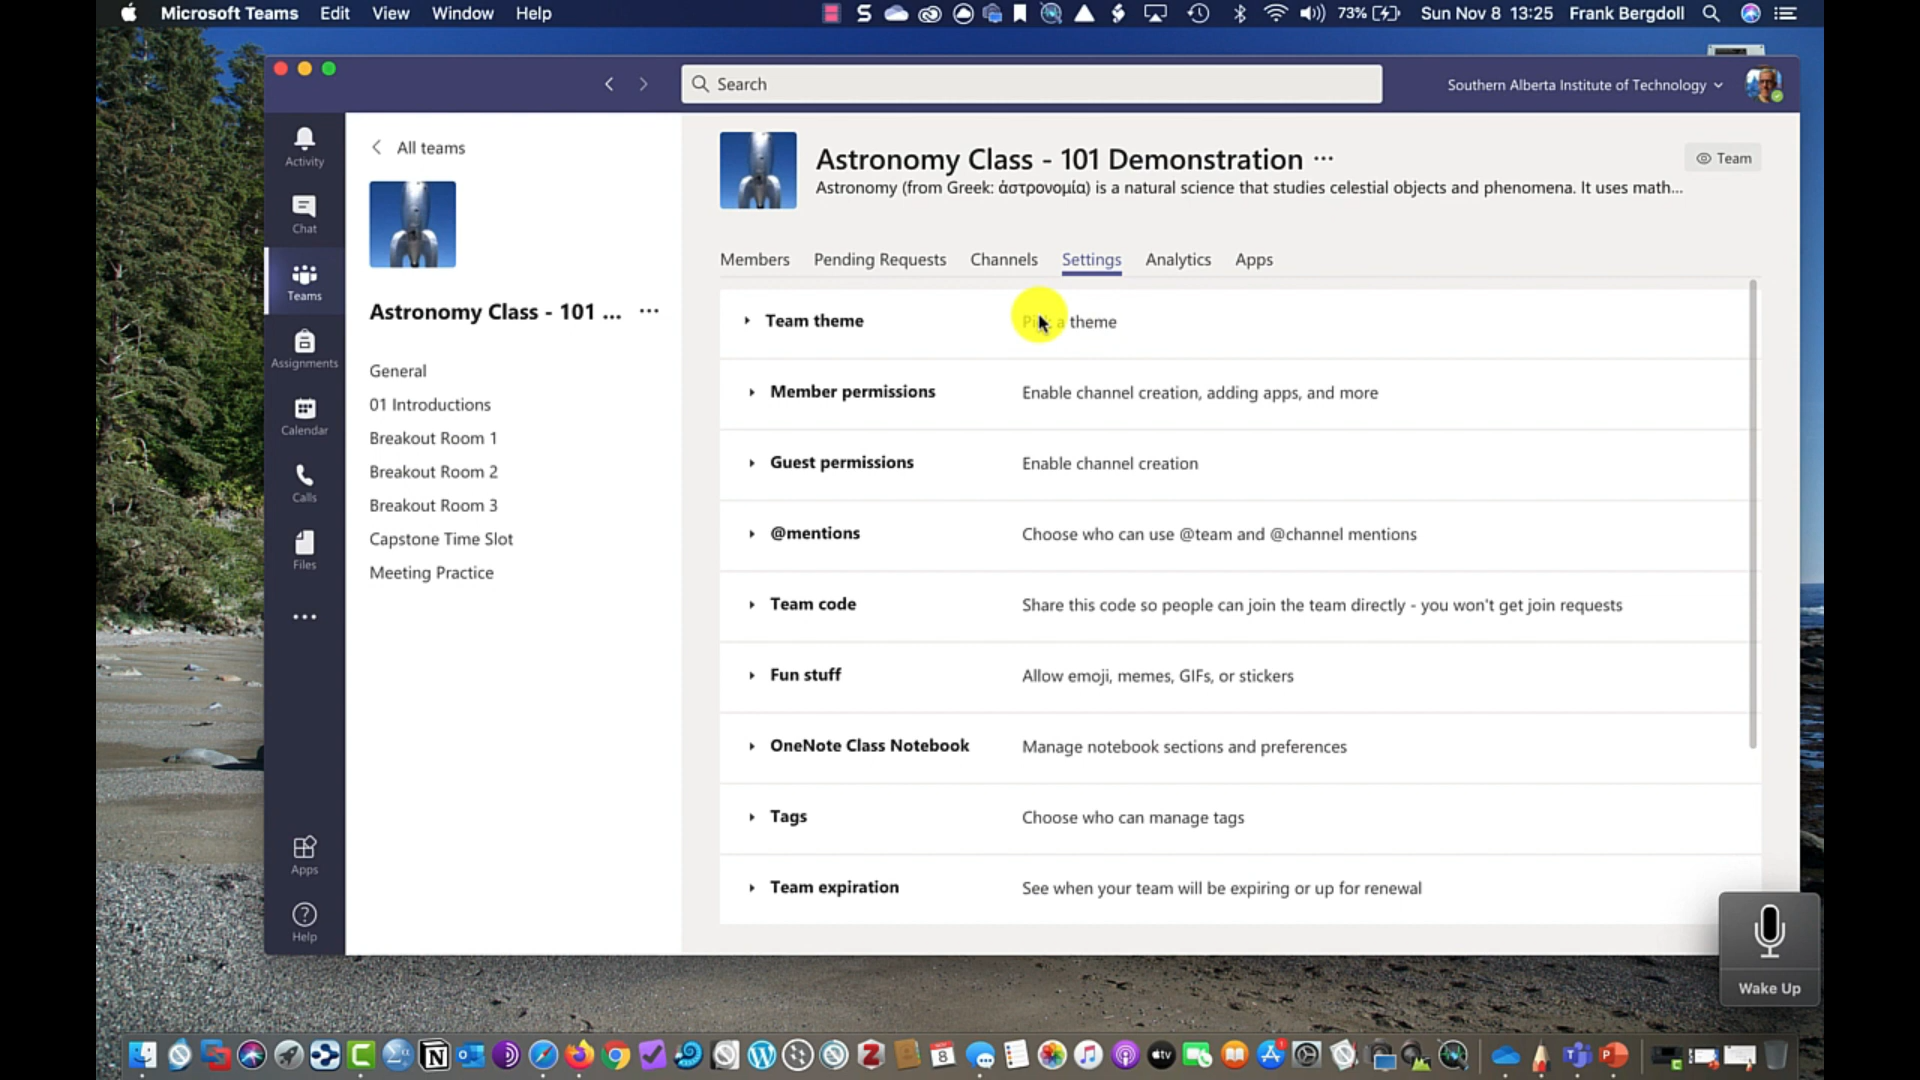 Microsoft Teams Edit View Window Help
73% Sun Nov 8 13:25 Frank Bergdoll
Search
Southern Alberta Institute of Technology
Activity
Chat
Teams
Assignments
Calendar
Calls
Files
Apps
Help
All teams
Astronomy Class - 101 ... ...
General
01 Introductions
Breakout Room 1
Breakout Room 2
Breakout Room 3
Capstone Time Slot
Meeting Practice
Astronomy Class - 101 Demonstration ...
Team
Astronomy (from Greek: ἀστρονομία) is a natural science that studies celestial objects and phenomena. It uses math...
Members Pending Requests Channels Settings Analytics Apps
Team theme Pick a theme
Member permissions Enable channel creation, adding apps, and more
Guest permissions Enable channel creation
@mentions Choose who can use @team and @channel mentions
Team code Share this code so people can join the team directly - you won't get join requests
Fun stuff Allow emoji, memes, GIFs, or stickers
OneNote Class Notebook Manage notebook sections and preferences
Tags Choose who can manage tags
Team expiration See when your team will be expiring or up for renewal
Wake Up